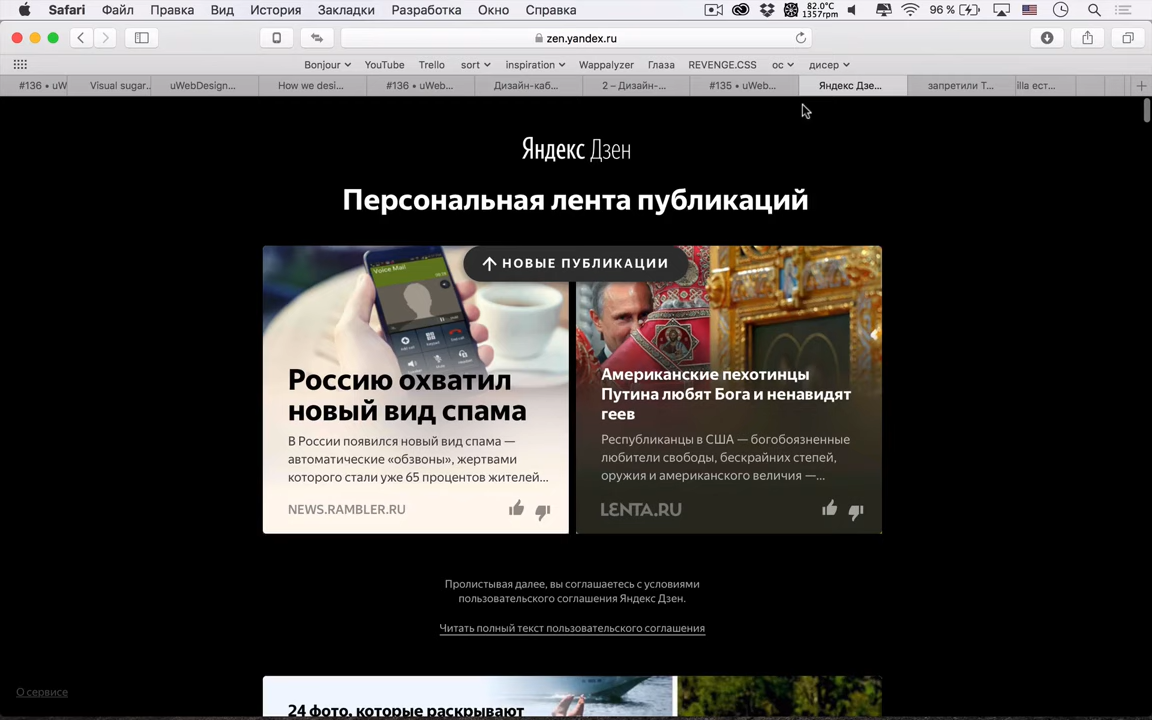 Safari Файл Правка Вид История Закладки Разработка Окно Справка
82.0°C
1357rpm
96 %
zen.yandex.ru
Bonjour YouTube Trello sort inspiration Wappalyzer Глаза REVENGE.CSS ос дисер
#136 • uW Visual sugar... uWebDesign... How we desi... #136 • uWeb... Дизайн-каб... 2 – Дизайн-... #135 • uWeb... Яндекс Дзе... запретили Т... illa ест...
Яндекс Дзен
Персональная лента публикаций
НОВЫЕ ПУБЛИКАЦИИ
Voice Mail
Россию охватил
новый вид спама
В России появился новый вид спама —
автоматические «обзвоны», жертвами
которого стали уже 65 процентов жителей...
NEWS.RAMBLER.RU
Американские пехотинцы
Путина любят Бога и ненавидят
геев
Республиканцы в США — богобоязненные
любители свободы, бескрайних степей,
оружия и американского величия —...
LENTA.RU
Пролистывая далее, вы соглашаетесь с условиями
пользовательского соглашения Яндекс Дзен.
Читать полный текст пользовательского соглашения
О сервисе
24 фото, которые раскрывают